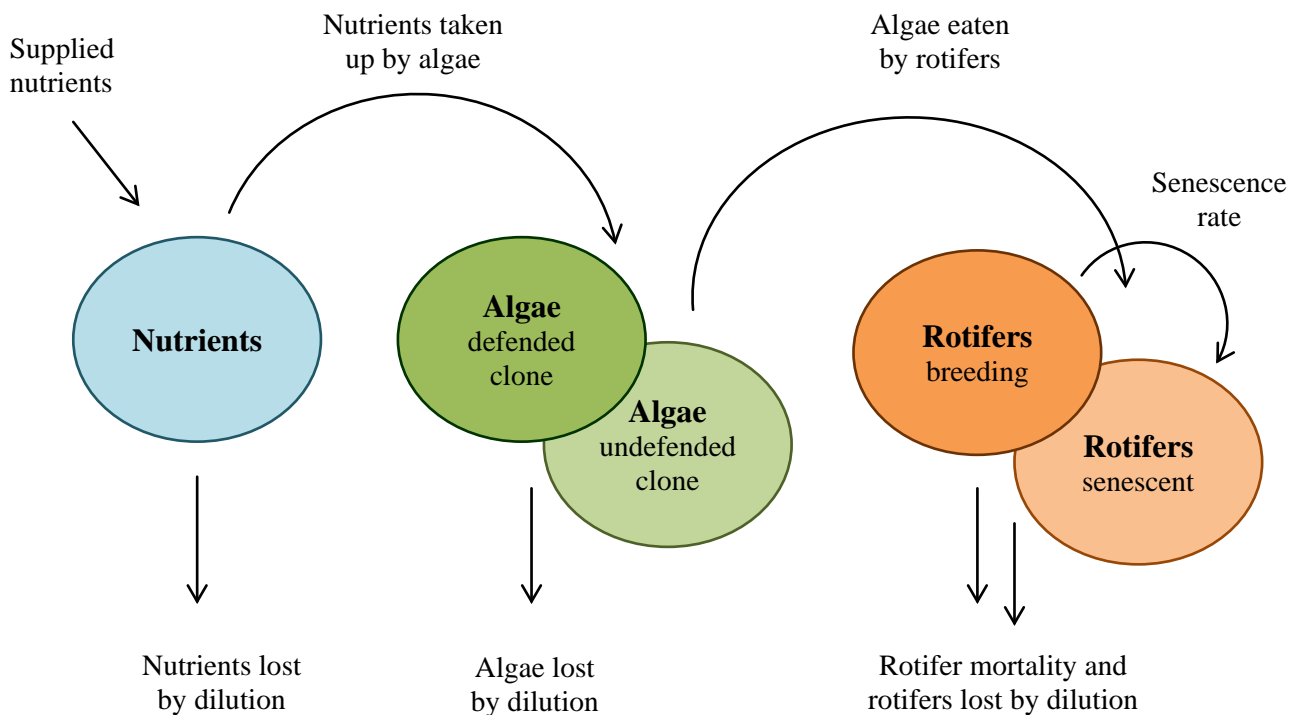 Supplied
nutrients
Nutrients taken
up by algae
Algae eaten
by rotifers
Senescence
rate
Nutrients
Algae
defended
clone
Algae
undefended
clone
Rotifers
breeding
Rotifers
senescent
Nutrients lost
by dilution
Algae lost
by dilution
Rotifer mortality and
rotifers lost by dilution